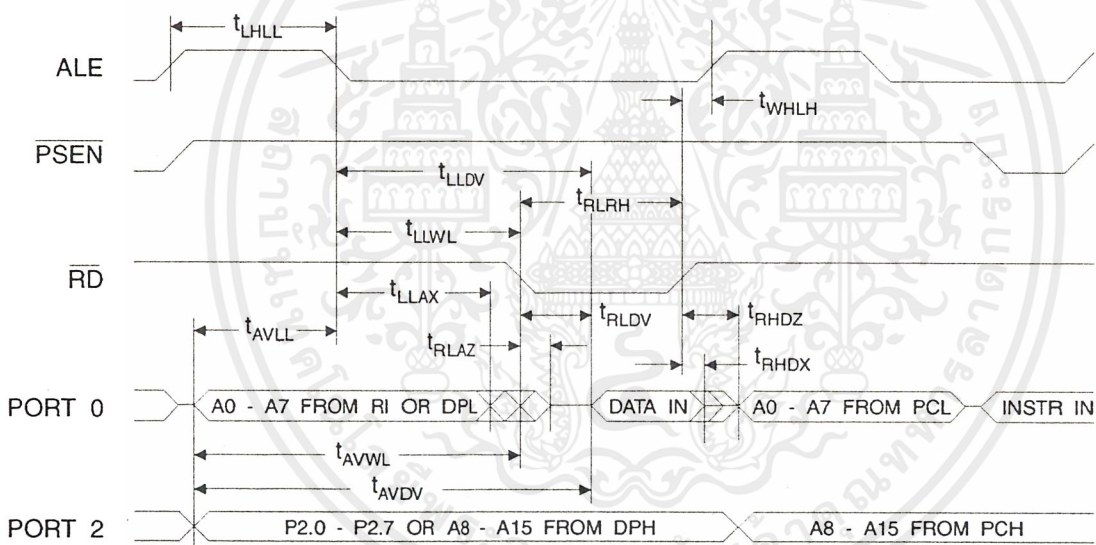 tLHLL
ALE
tWHLH
PSEN
tLLDV
tRLRH
tLLWL
RD
tLLAX
tRLDV
tRHDZ
tAVLL
tRLAZ
tRHDX
PORT 0
A0 - A7 FROM RI OR DPL
DATA IN
A0 - A7 FROM PCL
INSTR IN
tAVWL
tAVDV
PORT 2
P2.0 - P2.7 OR A8 - A15 FROM DPH
A8 - A15 FROM PCH